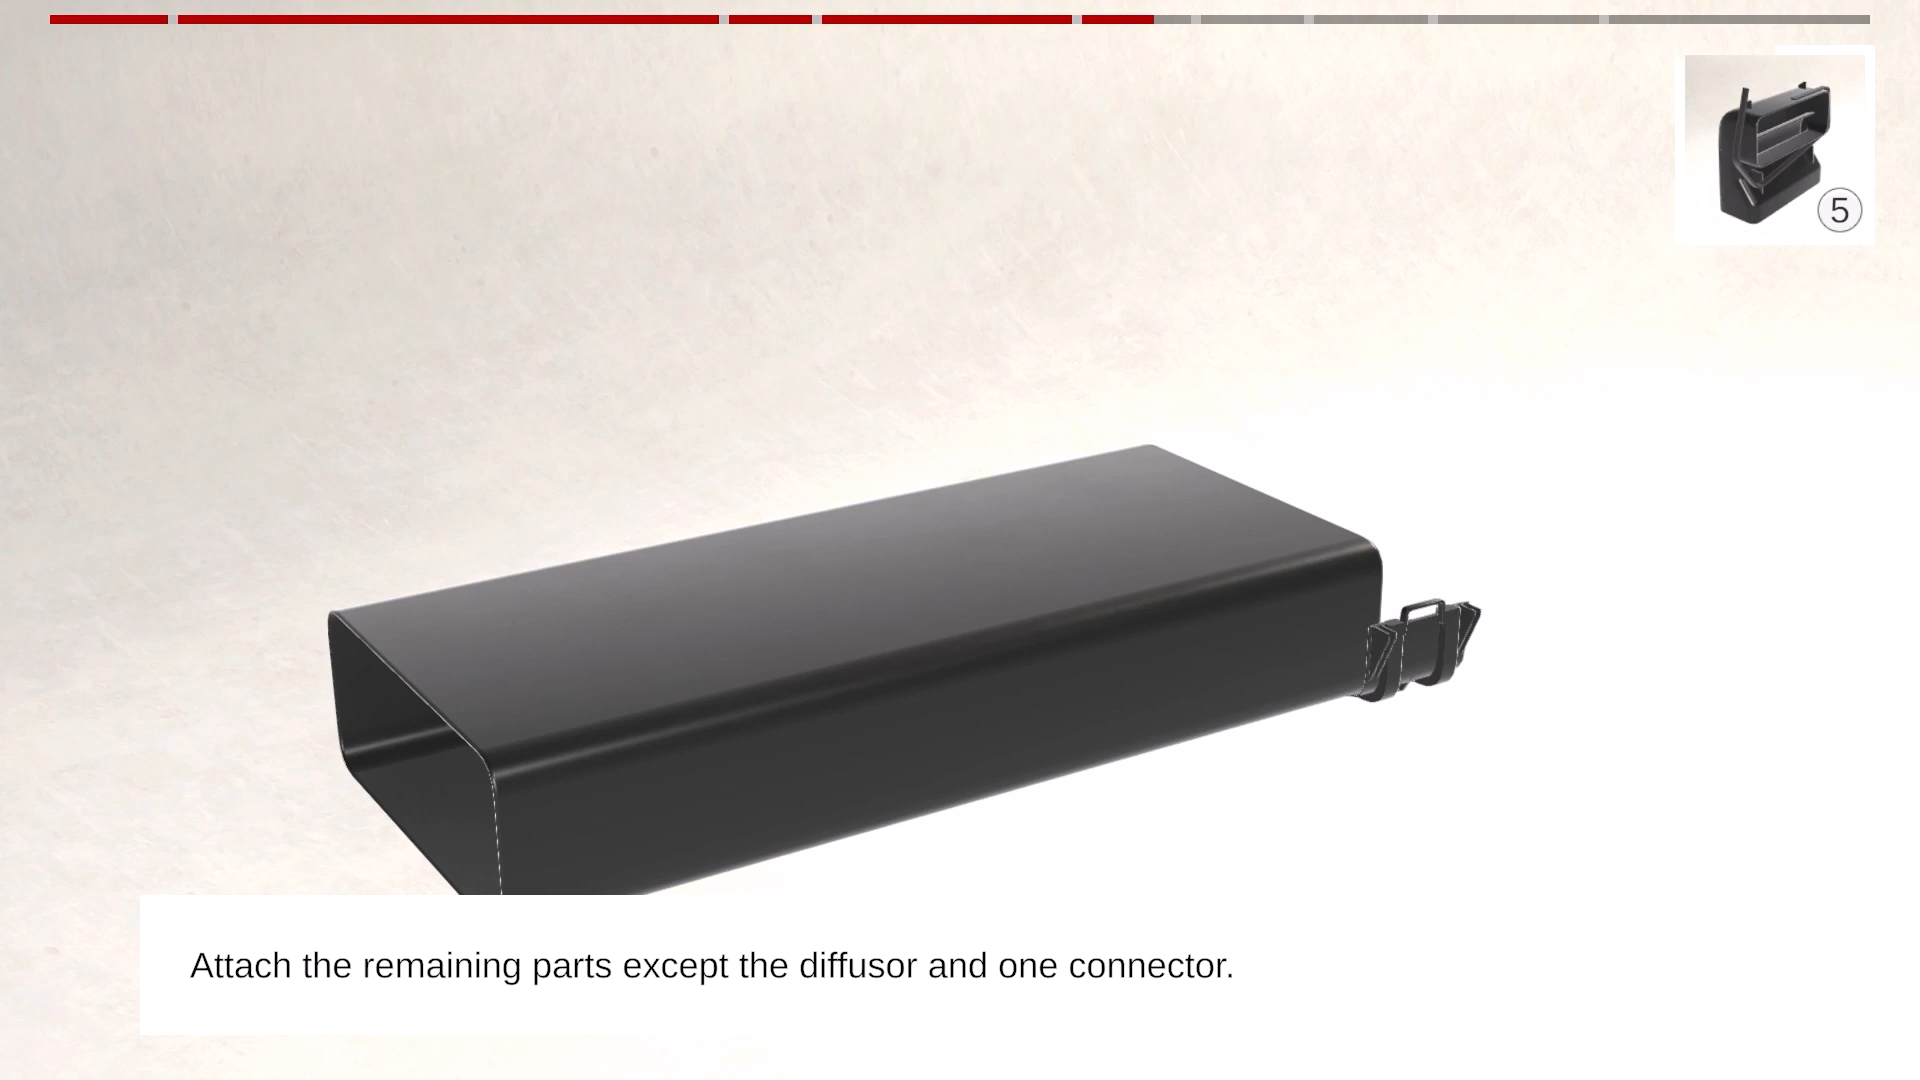 5
Attach the remaining parts except the diffusor and one connector.